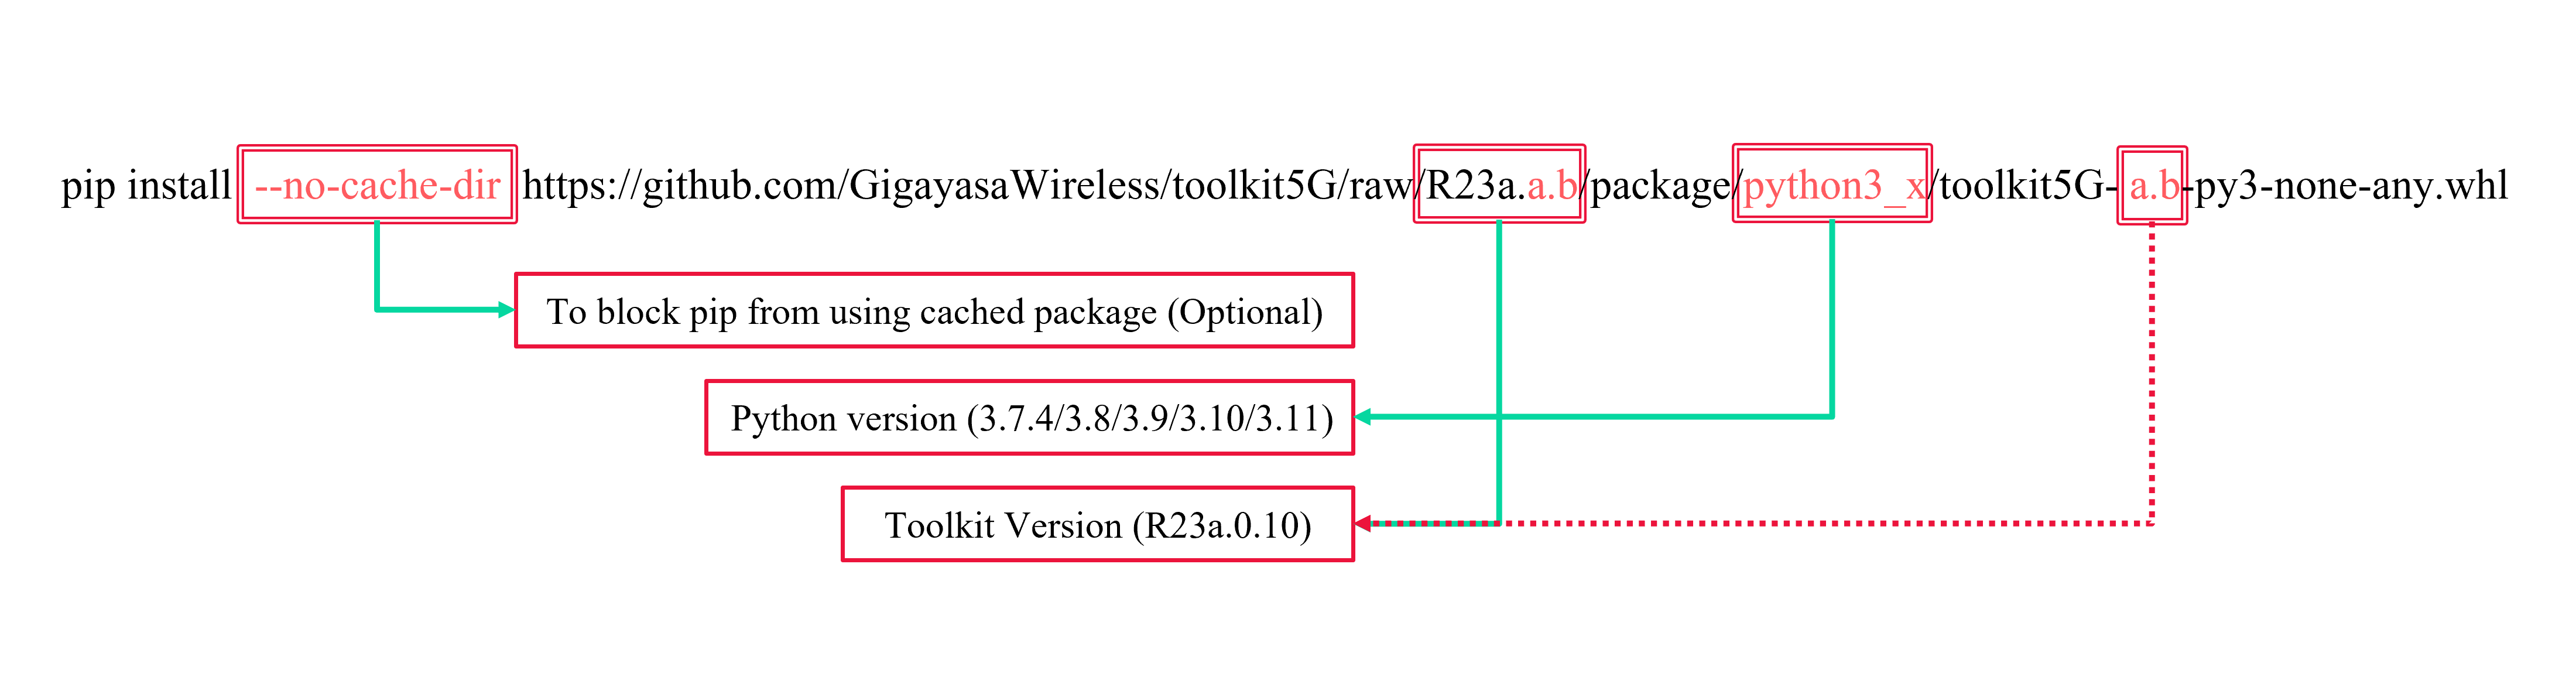 pip install --no-cache-dir https://github.com/GigayasaWireless/toolkit5G/raw/R23a.a.b/package/python3_x/toolkit5G-a.b-py3-none-any.whl
To block pip from using cached package (Optional)
Python version (3.7.4/3.8/3.9/3.10/3.11)
Toolkit Version (R23a.0.10)